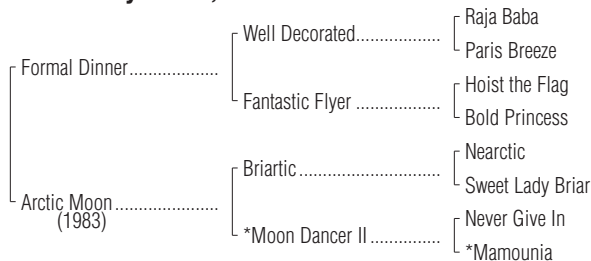 Raja Baba
Well Decorated..................
Paris Breeze
Formal Dinner...................
Hoist the Flag
Fantastic Flyer ..................
Bold Princess
Nearctic
Briartic ..............................
Sweet Lady Briar
Arctic Moon ......................
(1983)
Never Give In
*Moon Dancer II ...............
*Mamounia